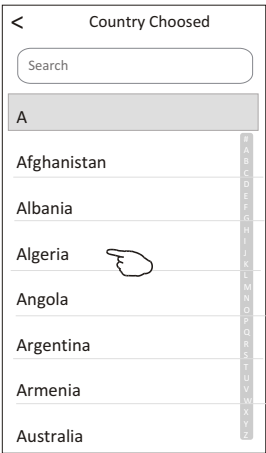 < Country Choosed
Search
A
Afghanistan
Albania
Algeria
Angola
Argentina
Armenia
Australia
#
A
B
C
D
E
F
G
H
I
J
K
L
M
N
O
P
Q
R
S
T
U
V
W
X
Y
Z